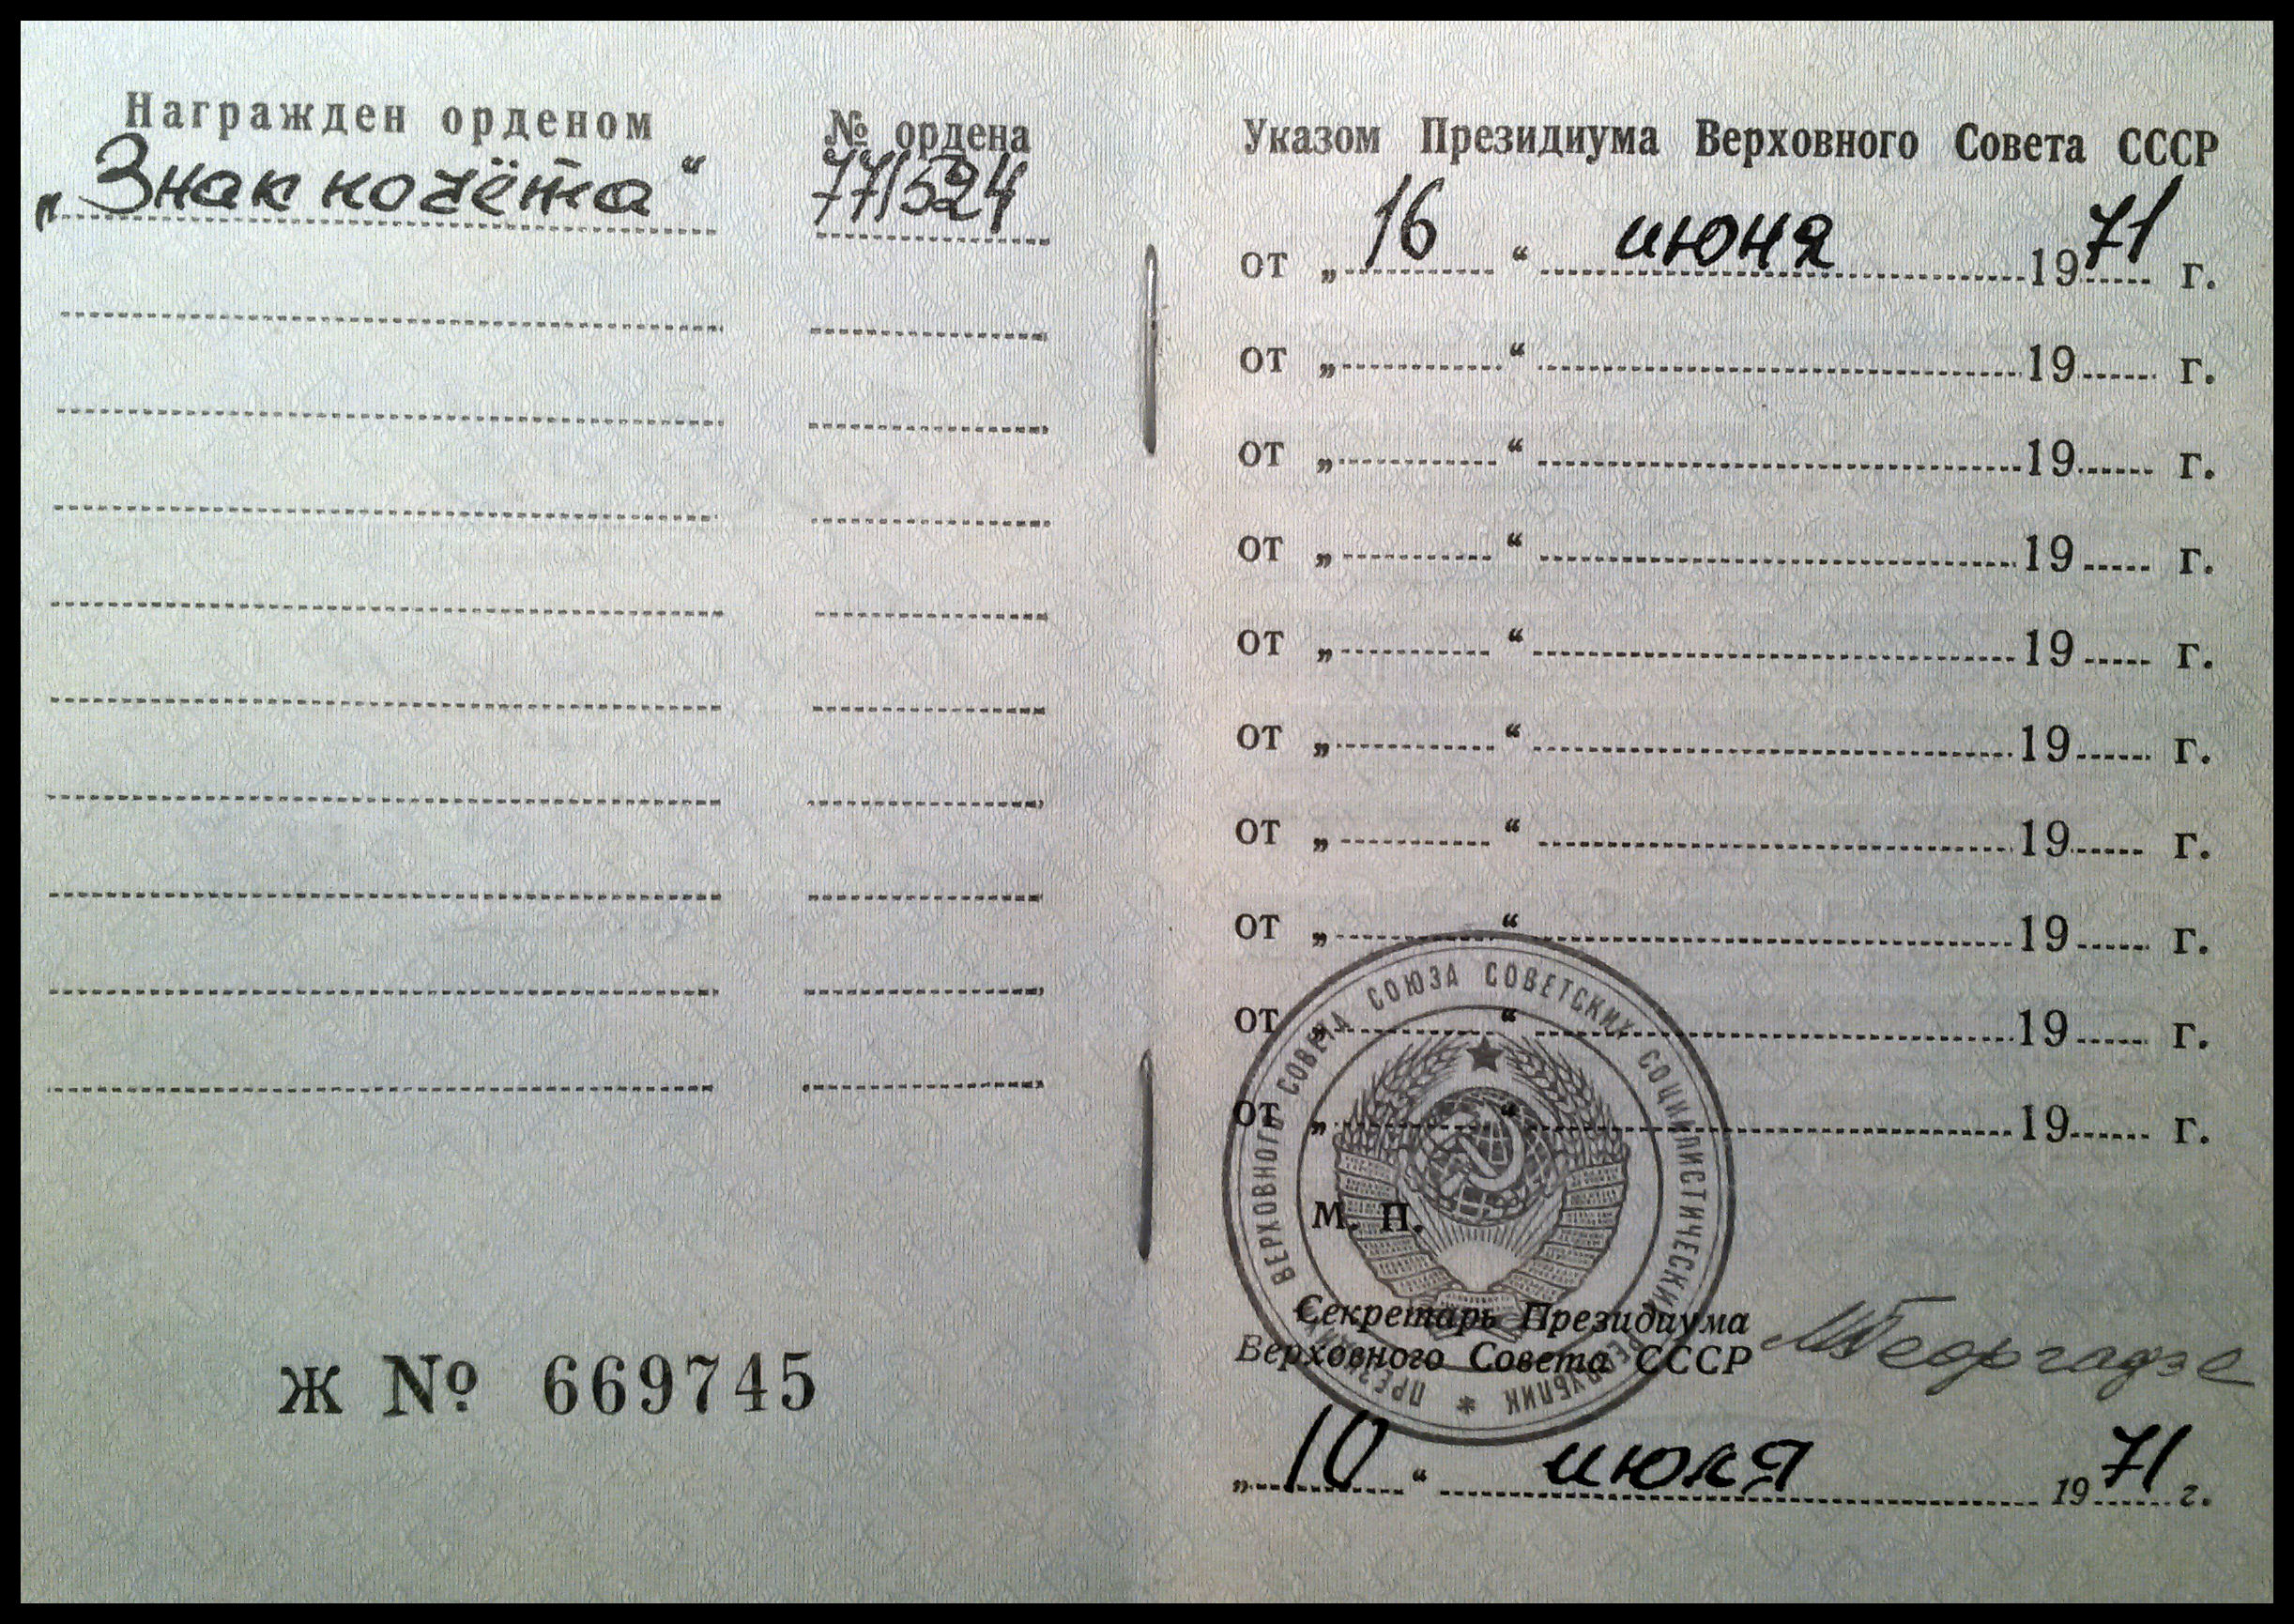 Награжден орденом
№ ордена
„Знак почёта“
771524
Указом Президиума Верховного Совета СССР
от „16“ июня 1971 г.
от „ “ 19 г.
от „ “ 19 г.
от „ “ 19 г.
от „ “ 19 г.
от „ “ 19 г.
от „ “ 19 г.
от „ “ 19 г.
от „ “ 19 г.
от „ “ 19 г.
ПРЕЗИДИУМ ВЕРХОВНОГО СОВЕТА СОЮЗА СОВЕТСКИХ СОЦИАЛИСТИЧЕСКИХ РЕСПУБЛИК *
М. П.
Секретарь Президиума
Верховного Совета СССР
МГеоргадзе
Ж № 669745
„10“ июля 1971 г.